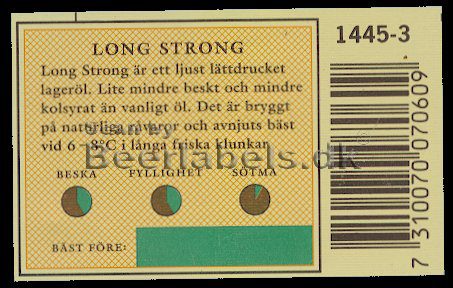 LONG STRONG
Long Strong är ett ljust lättdrucket
lageröl. Lite mindre beskt och mindre
kolsyrat än vanligt öl. Det är bryggt
på naturliga råvaror och avnjuts bäst
vid 6 - 8°C i långa friska klunkar.
Scan by
Beerlabels.dk
BESKA FYLLIGHET SÖTMA
BÄST FÖRE:
1445-3
7 310070 070609